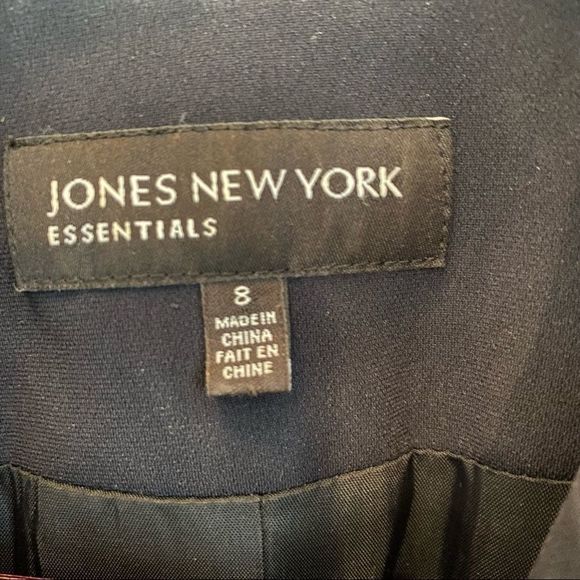 JONES NEW YORK
ESSENTIALS
8
MADE IN
CHINA
FAIT EN
CHINE